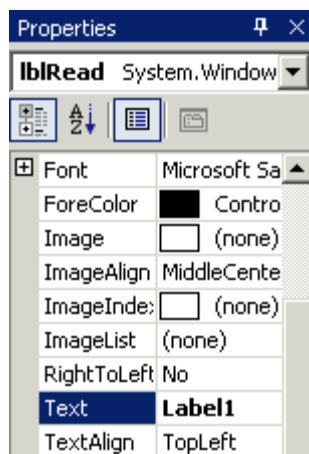 Properties
lblRead System.Window
Font Microsoft Sa
ForeColor Contro
Image (none)
ImageAlign MiddleCente
ImageIndex (none)
ImageList (none)
RightToLeft No
Text Label1
TextAlign TopLeft